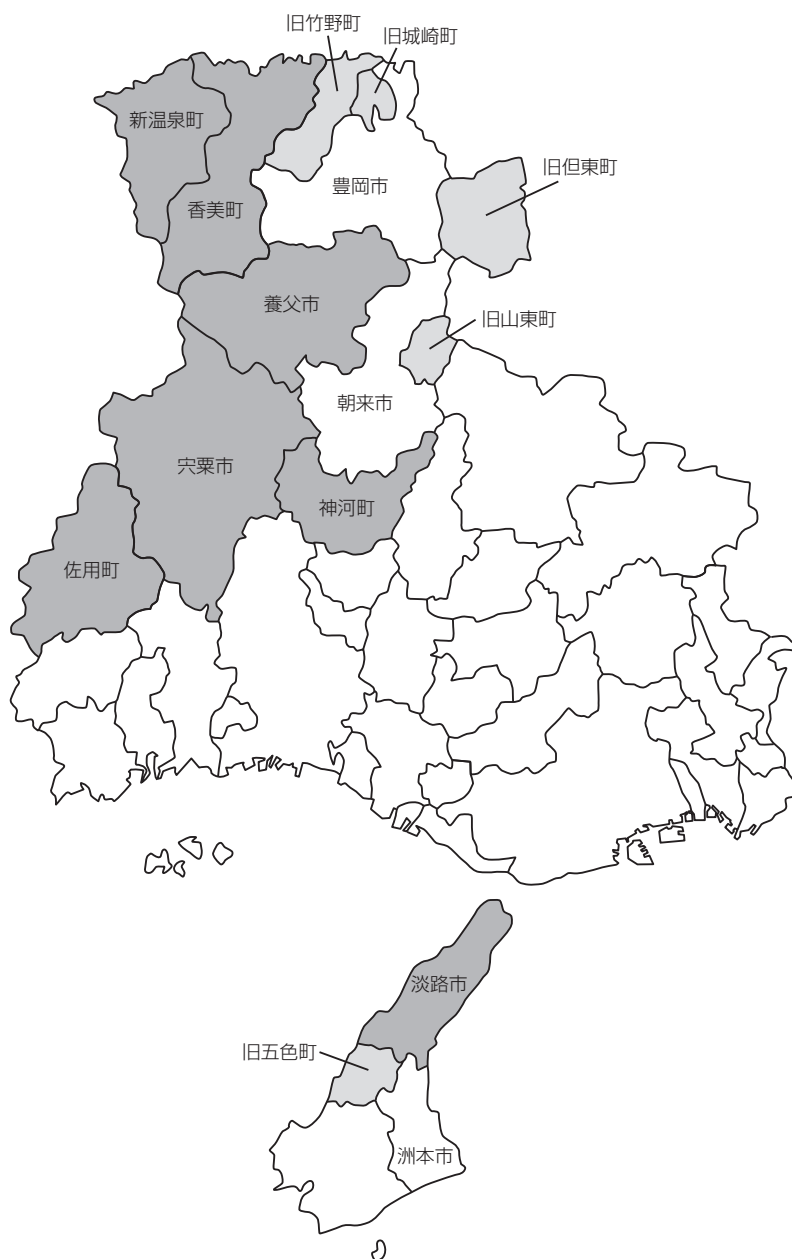 旧竹野町
旧城崎町
新温泉町
旧但東町
豊岡市
香美町
養父市
旧山東町
朝来市
宍粟市
神河町
佐用町
淡路市
旧五色町
洲本市